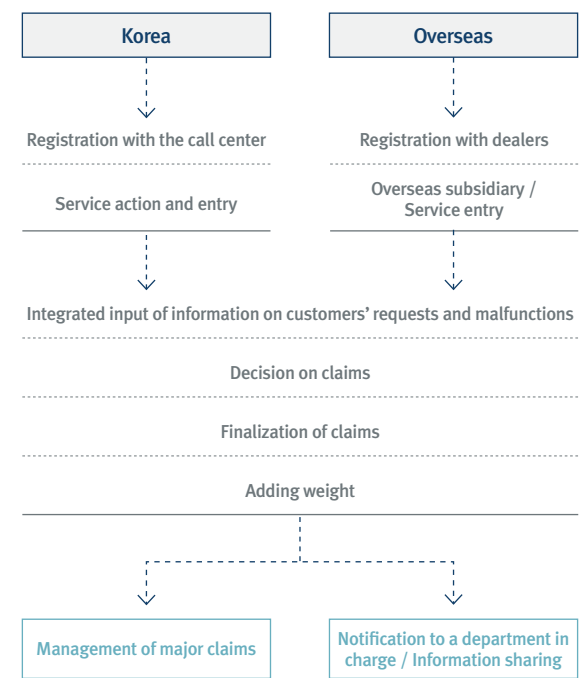 Korea
Overseas
Registration with the call center
Registration with dealers
Service action and entry
Overseas subsidiary /
Service entry
Integrated input of information on customers’ requests and malfunctions
Decision on claims
Finalization of claims
Adding weight
Management of major claims
Notification to a department in
charge / Information sharing